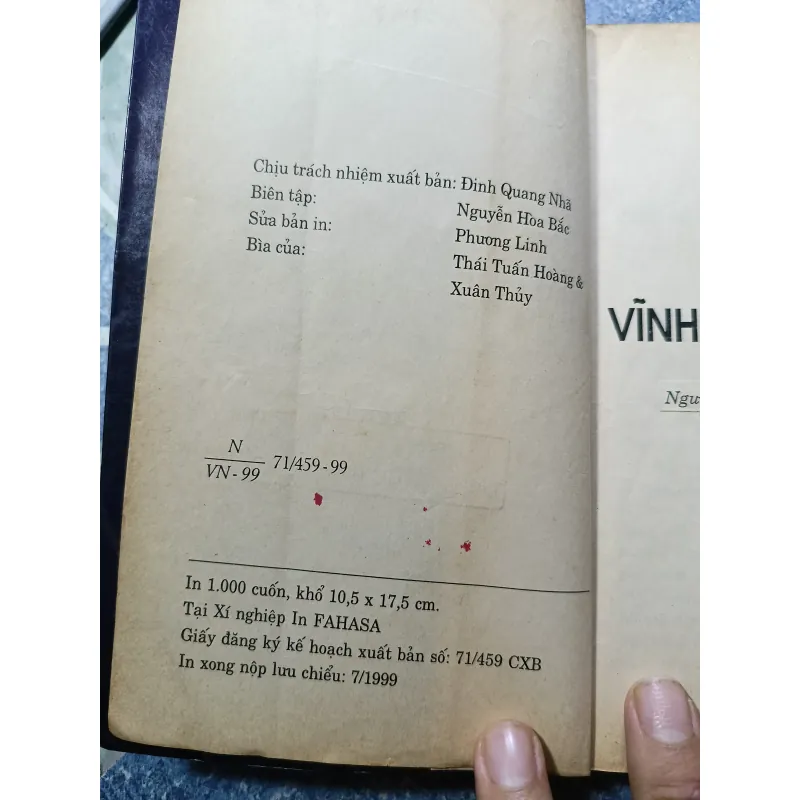 Chịu trách nhiệm xuất bản: Đinh Quang Nhã
Biên tập: Nguyễn Hòa Bắc
Sửa bản in: Phương Linh
Bìa của: Thái Tuấn Hoàng &
Xuân Thủy
N
VN - 99
71/459 - 99
In 1.000 cuốn, khổ 10,5 x 17,5 cm.
Tại Xí nghiệp In FAHASA
Giấy đăng ký kế hoạch xuất bản số: 71/459 CXB
In xong nộp lưu chiểu: 7/1999
VĨNH
Ngư